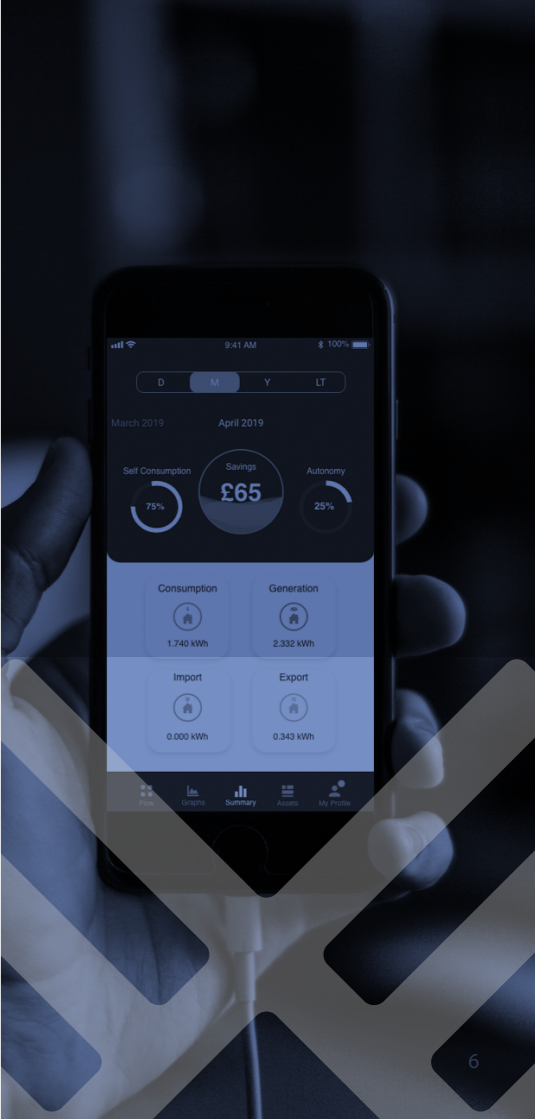 9:41 AM
100%
D M Y LT
March 2019 April 2019
Self Consumption Savings Autonomy
75% £65 25%
Consumption Generation
1.740 kWh 2.332 kWh
Import Export
0.000 kWh 0.343 kWh
Flow Graphs Summary Assets My Profile
6